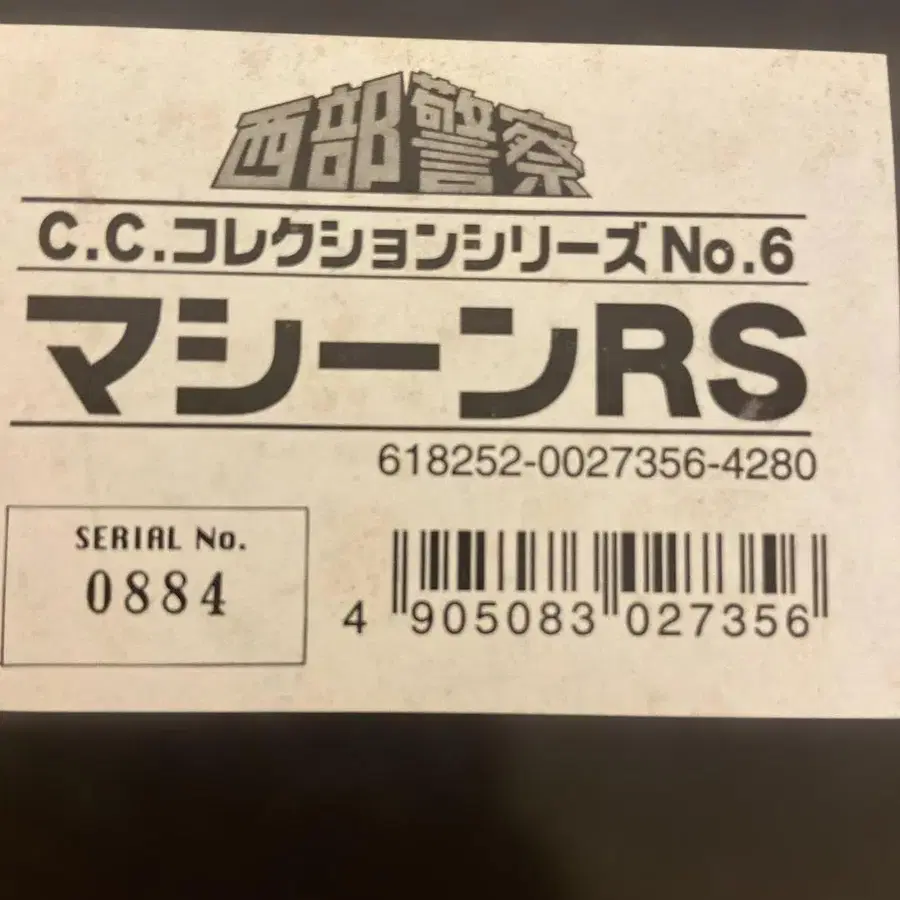 西部警察
C.C.コレクションシリーズ No.6
マシーンRS
618252-0027356-4280
SERIAL No.
0884
4 905083 027356